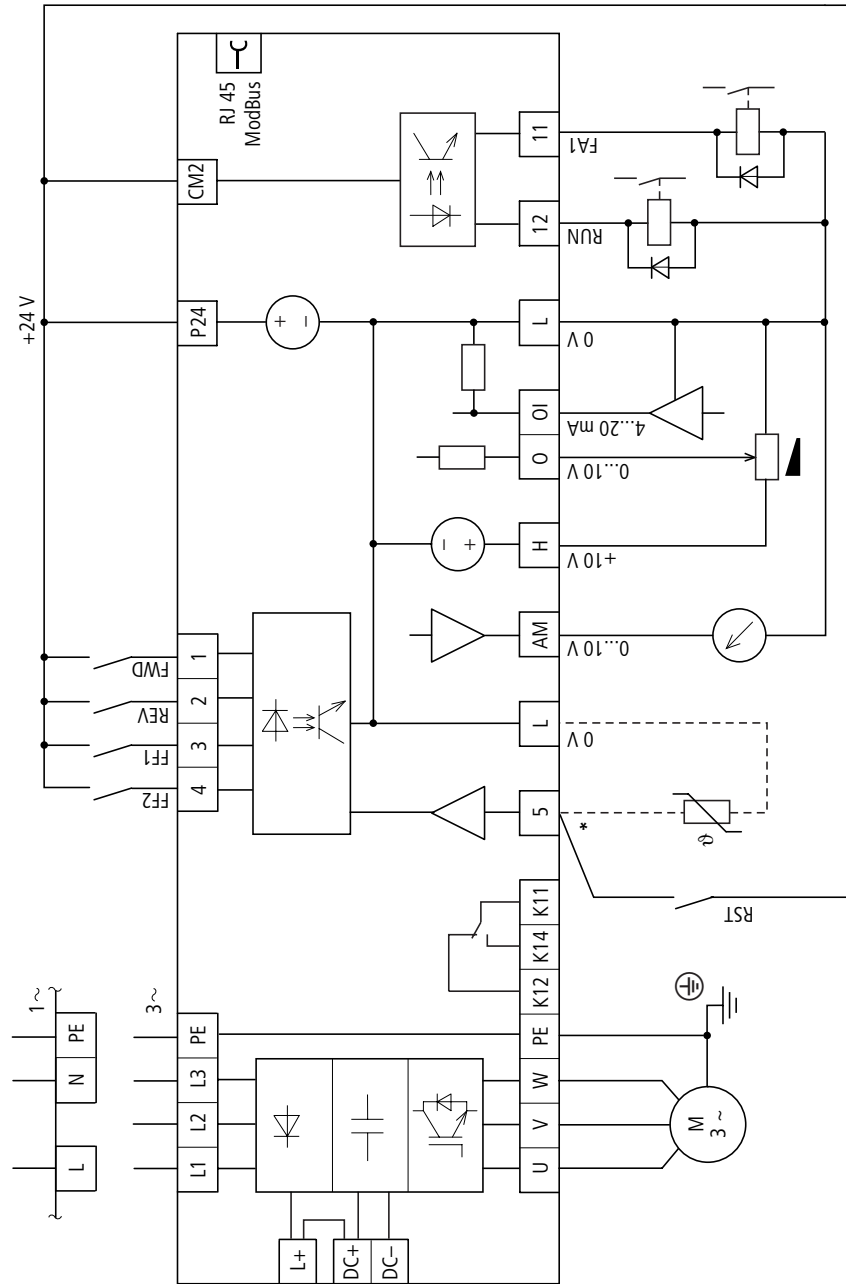 +24 V
RJ 45
ModBus
CM2
P24
11
12
FA1
RUN
+
–
L
0 V
OI
4...20 mA
O
0...10 V
–
+
H
+10 V
AM
0...10 V
1
2
3
4
FWD
REV
FF1
FF2
L
0 V
5
*
ϑ
RST
K11
K14
K12
1 ~
3 ~
PE
N
L
PE
L3
L2
L1
PE
W
V
U
L+
DC+
DC–
M
3 ~